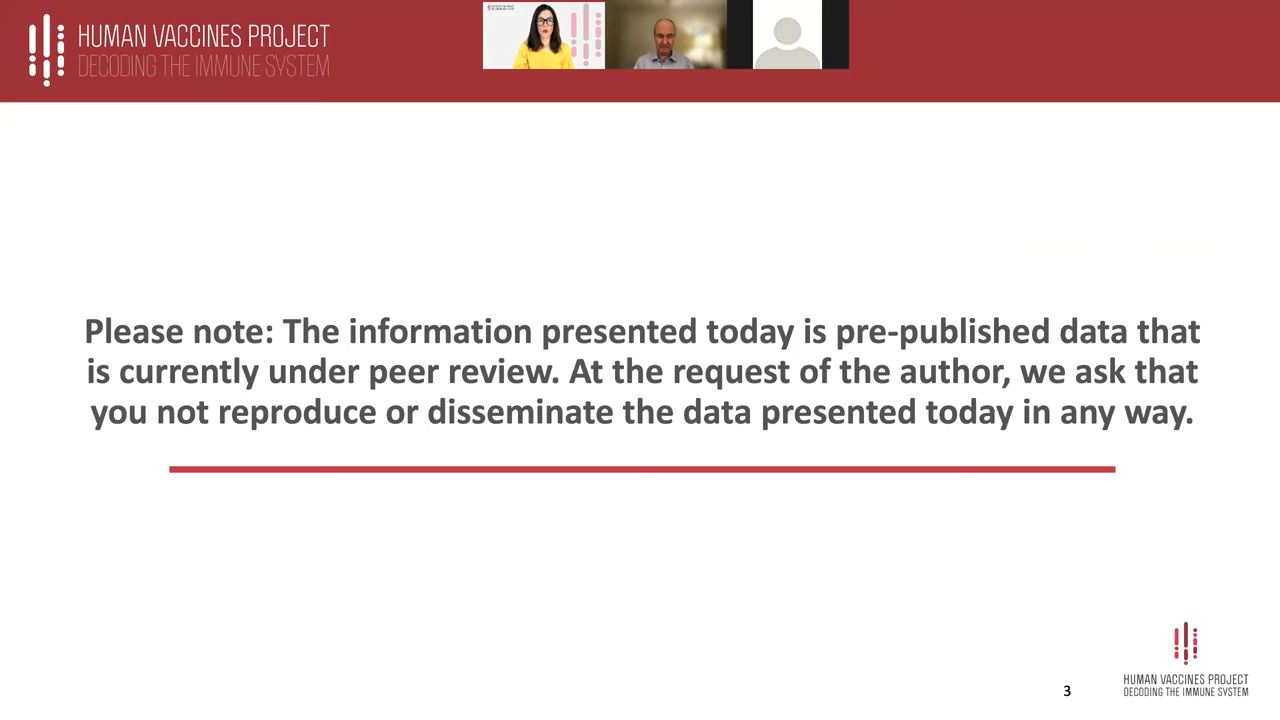 HUMAN VACCINES PROJECT
DECODING THE IMMUNE SYSTEM
Please note: The information presented today is pre-published data that
is currently under peer review. At the request of the author, we ask that
you not reproduce or disseminate the data presented today in any way.
3
HUMAN VACCINES PROJECT
DECODING THE IMMUNE SYSTEM